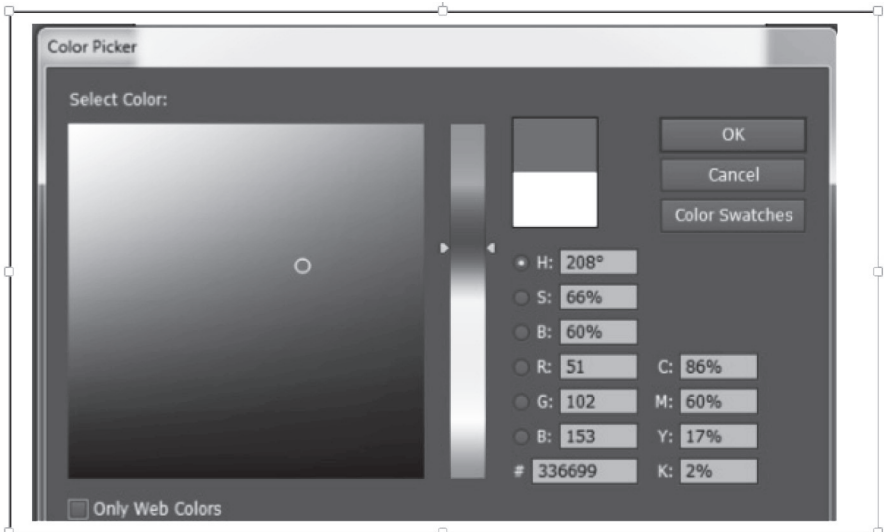 Color Picker
Select Color:
OK
Cancel
Color Swatches
H: 208°
S: 66%
B: 60%
R: 51 C: 86%
G: 102 M: 60%
B: 153 Y: 17%
# 336699 K: 2%
Only Web Colors